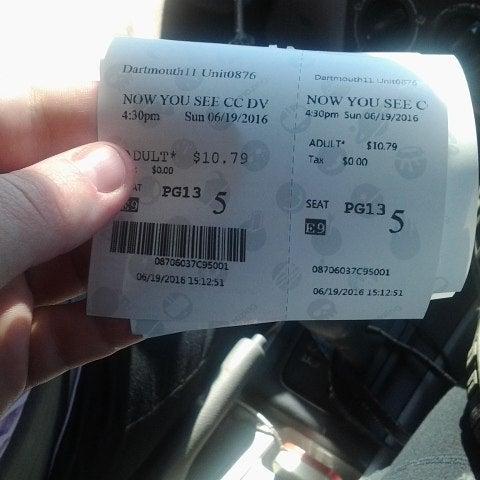 Dartmouth11 Unit0876
NOW YOU SEE CC DV
4:30pm Sun 06/19/2016
ADULT* $10.79
$0.00
PG13 5
08706037C95001
06/19/2016 15:12:51
Dartmouth11 Unit0876
NOW YOU SEE C
4:30pm Sun 06/19/2016
ADULT* $10.79
Tax $0.00
SEAT PG13 5
08706037C95001
06/19/2016 15:12:51